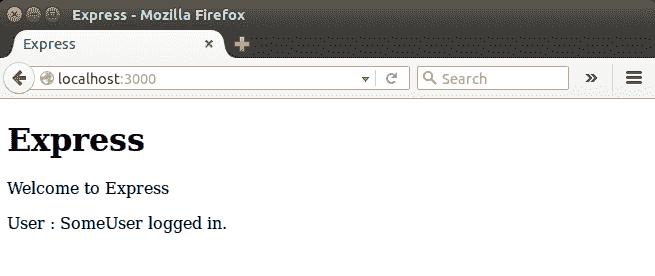 Express - Mozilla Firefox
Express
localhost:3000
Search
Express
Welcome to Express
User : SomeUser logged in.